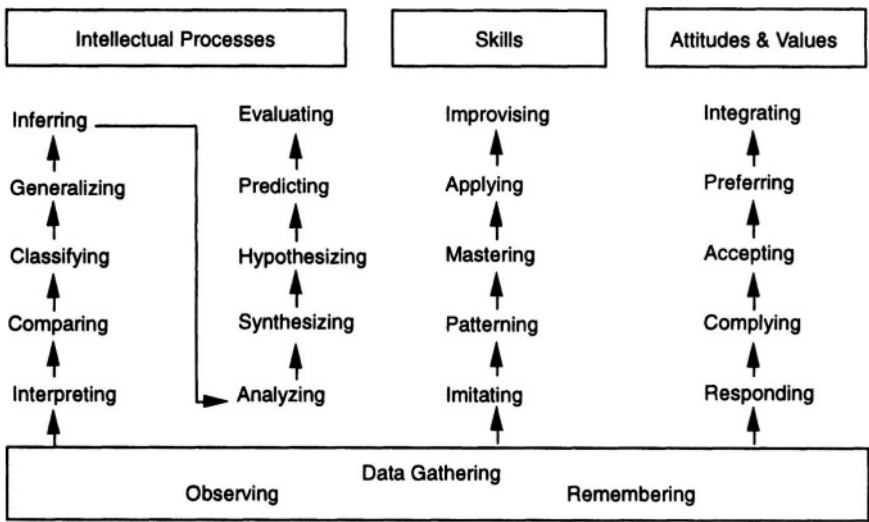 Intellectual Processes
Skills
Attitudes & Values
Inferring
Generalizing
Classifying
Comparing
Interpreting
Evaluating
Predicting
Hypothesizing
Synthesizing
Analyzing
Improvising
Applying
Mastering
Patterning
Imitating
Integrating
Preferring
Accepting
Complying
Responding
Data Gathering
Observing
Remembering